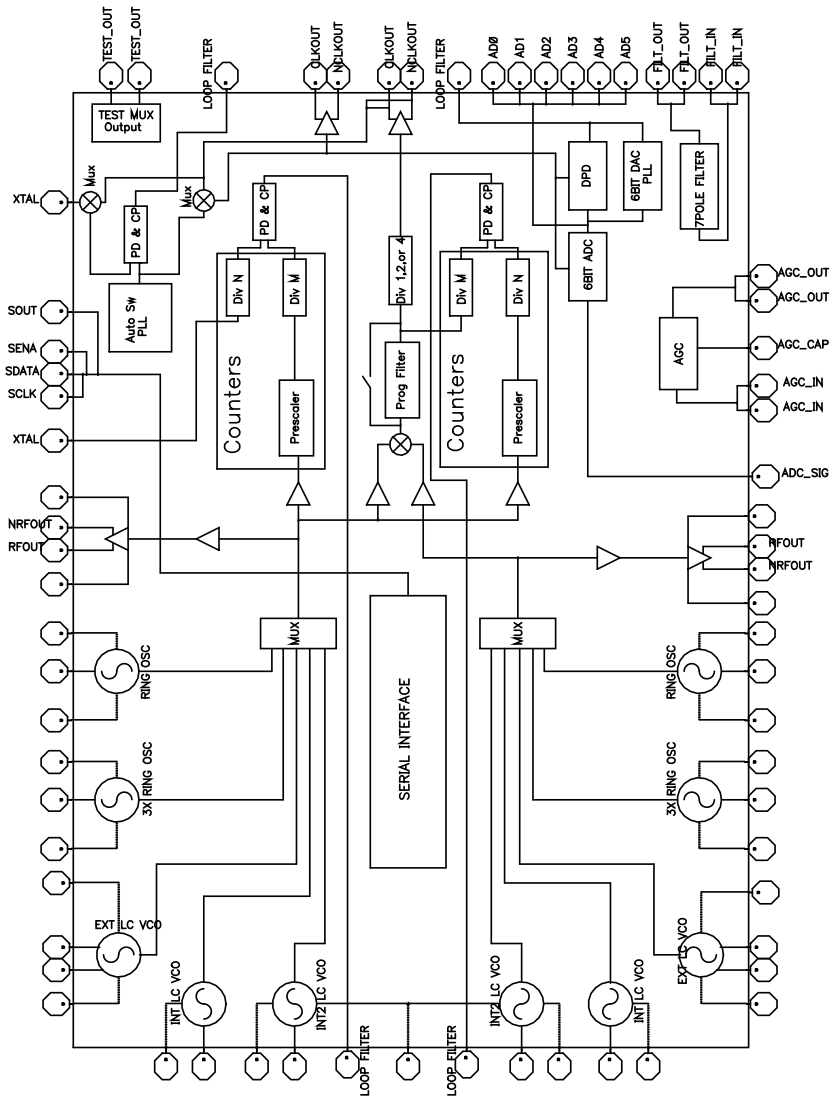 TEST_OUT
TEST_OUT
LOOP FILTER
CLKOUT
NCLKOUT
CLKOUT
NCLKOUT
LOOP FILTER
AD0
AD1
AD2
AD3
AD4
AD5
FILT_OUT
FILT_OUT
FILT_IN
FILT_IN
TEST MUX
Output
Mux
XTAL
PD & CP
Mux
PD & CP
PD & CP
DPD
6BIT DAC
PLL
7POLE FILTER
Auto Sw
PLL
Div N
Div M
Div 1,2,or 4
Div M
Div N
6BIT ADC
AGC_OUT
AGC_OUT
SOUT
SENA
SDATA
SCLK
XTAL
Counters
Prescaler
Prog Filter
Counters
Prescaler
AGC
AGC_CAP
AGC_IN
AGC_IN
ADC_SIG
NRFOUT
RFOUT
RFOUT
NRFOUT
MUX
MUX
RING OSC
RING OSC
SERIAL INTERFACE
3X RING OSC
3X RING OSC
EXT LC VCO
EXT LC VCO
INT LC VCO
INT2 LC VCO
INT2 LC VCO
INT LC VCO
LOOP FILTER
LOOP FILTER